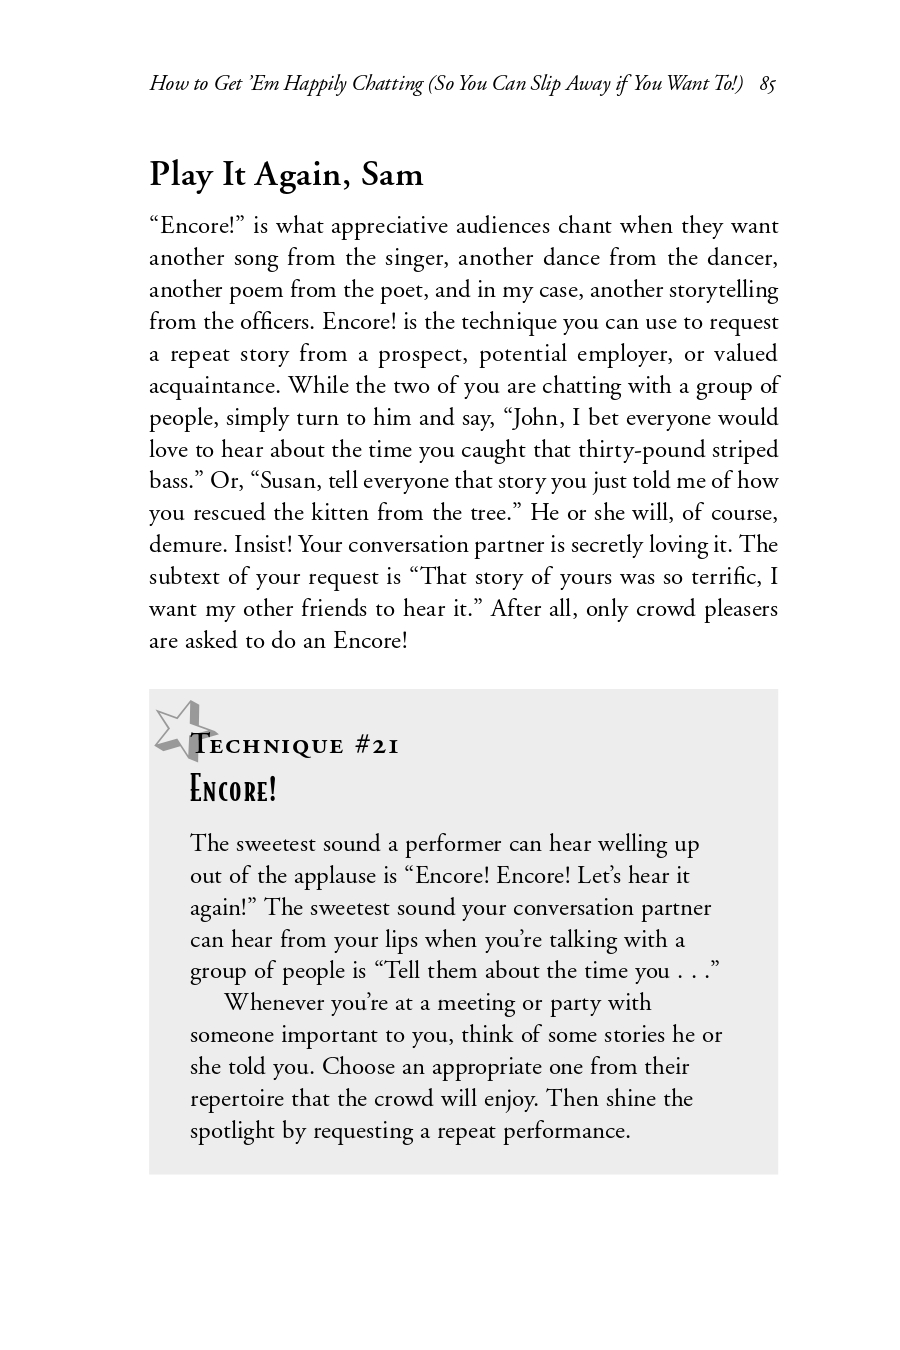 How to Get ’Em Happily Chatting (So You Can Slip Away if You Want To!) 85
Play It Again, Sam
“Encore!” is what appreciative audiences chant when they want
another song from the singer, another dance from the dancer,
another poem from the poet, and in my case, another storytelling
from the officers. Encore! is the technique you can use to request
a repeat story from a prospect, potential employer, or valued
acquaintance. While the two of you are chatting with a group of
people, simply turn to him and say, “John, I bet everyone would
love to hear about the time you caught that thirty-pound striped
bass.” Or, “Susan, tell everyone that story you just told me of how
you rescued the kitten from the tree.” He or she will, of course,
demure. Insist! Your conversation partner is secretly loving it. The
subtext of your request is “That story of yours was so terrific, I
want my other friends to hear it.” After all, only crowd pleasers
are asked to do an Encore!
Technique #21
Encore!
The sweetest sound a performer can hear welling up
out of the applause is “Encore! Encore! Let’s hear it
again!” The sweetest sound your conversation partner
can hear from your lips when you’re talking with a
group of people is “Tell them about the time you . . .”
Whenever you’re at a meeting or party with
someone important to you, think of some stories he or
she told you. Choose an appropriate one from their
repertoire that the crowd will enjoy. Then shine the
spotlight by requesting a repeat performance.